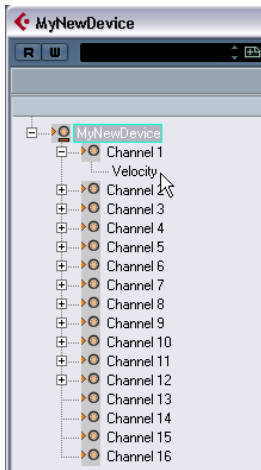 MyNewDevice
R W
MyNewDevice
Channel 1
Velocity
Channel 2
Channel 3
Channel 4
Channel 5
Channel 6
Channel 7
Channel 8
Channel 9
Channel 10
Channel 11
Channel 12
Channel 13
Channel 14
Channel 15
Channel 16